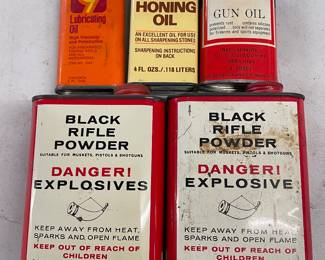 Lubricating
Oil
HONING
OIL
AN EXCELLENT OIL FOR USE
ON ALL SHARPENING STONES
SHARPENING INSTRUCTIONS
ON BACK
4 FL. OZS./.118 LITERS
GUN OIL
BLACK
RIFLE
POWDER
SUITABLE FOR MUSKETS, PISTOLS & SHOTGUNS
DANGER!
EXPLOSIVES
KEEP AWAY FROM HEAT,
SPARKS AND OPEN FLAME
KEEP OUT OF REACH OF
CHILDREN
BLACK
RIFLE
POWDER
SUITABLE FOR MUSKETS, PISTOLS & SHOTGUNS
DANGER!
EXPLOSIVE
KEEP AWAY FROM HEAT,
SPARKS AND OPEN FLAME
KEEP OUT OF REACH OF
CHILDREN